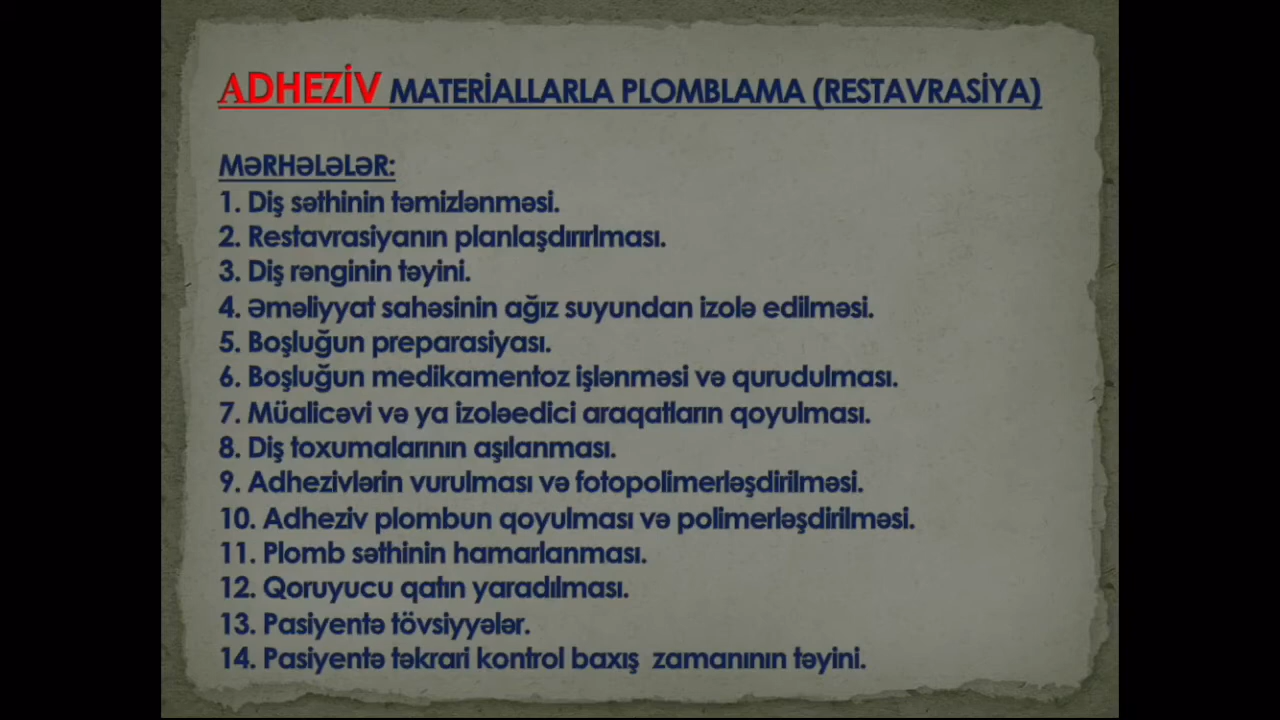 ADHEZİV MATERİALLARLA PLOMBLAMA (RESTAVRASİYA)
MƏRHƏLƏLƏR:
1. Diş səthinin təmizlənməsi.
2. Restavrasiyanın planlaşdırırlması.
3. Diş rənginin təyini.
4. Əməliyyat sahəsinin ağız suyundan izolə edilməsi.
5. Boşluğun preparasiyası.
6. Boşluğun medikamentoz işlənməsi və qurudulması.
7. Müalicəvi və ya izoləedici araqatların qoyulması.
8. Diş toxumalarının aşılanması.
9. Adhezivlərin vurulması və fotopolimerləşdirilməsi.
10. Adheziv plombun qoyulması və polimerləşdirilməsi.
11. Plomb səthinin hamarlanması.
12. Qoruyucu qatın yaradılması.
13. Pasiyentə tövsiyyələr.
14. Pasiyentə təkrari kontrol baxış zamanının təyini.